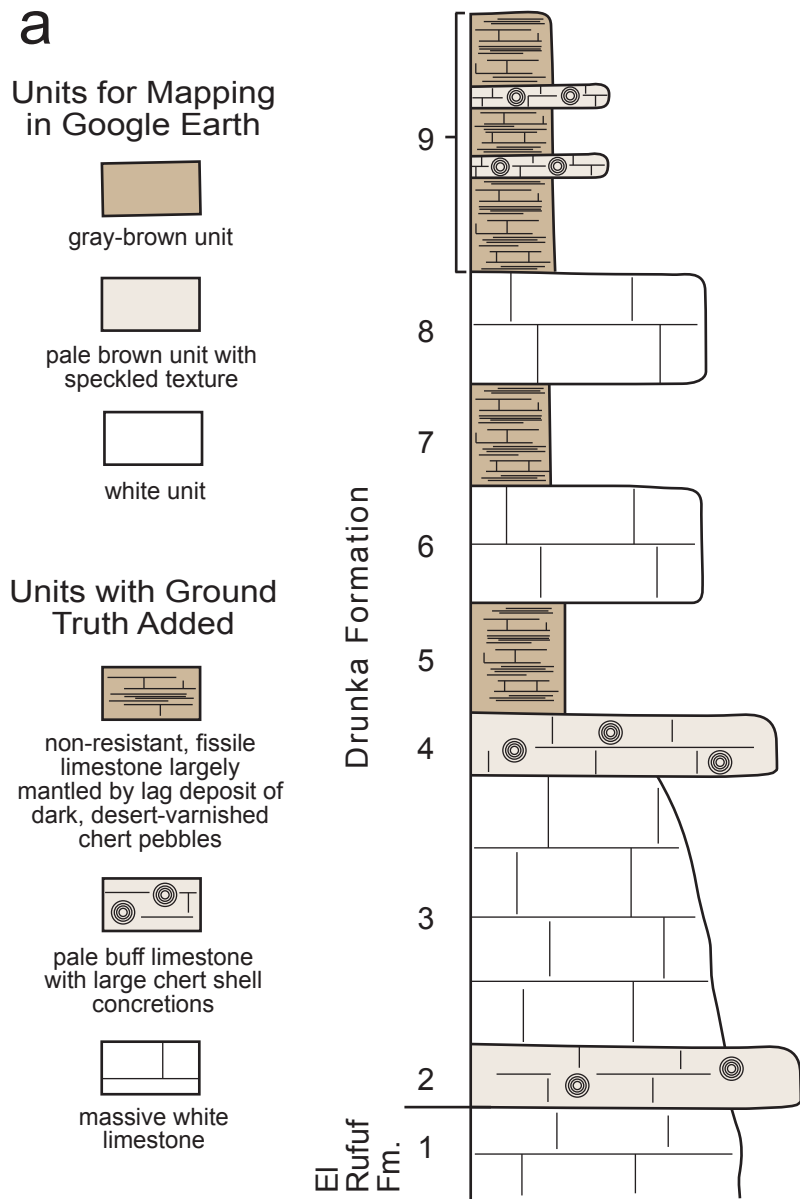 a
Units for Mapping
in Google Earth
gray-brown unit
pale brown unit with
speckled texture
white unit
Units with Ground
Truth Added
non-resistant, fissile
limestone largely
mantled by lag deposit of
dark, desert-varnished
chert pebbles
pale buff limestone
with large chert shell
concretions
massive white
limestone
9
8
7
6
5
4
3
2
1
Drunka Formation
El
Rufuf
Fm.